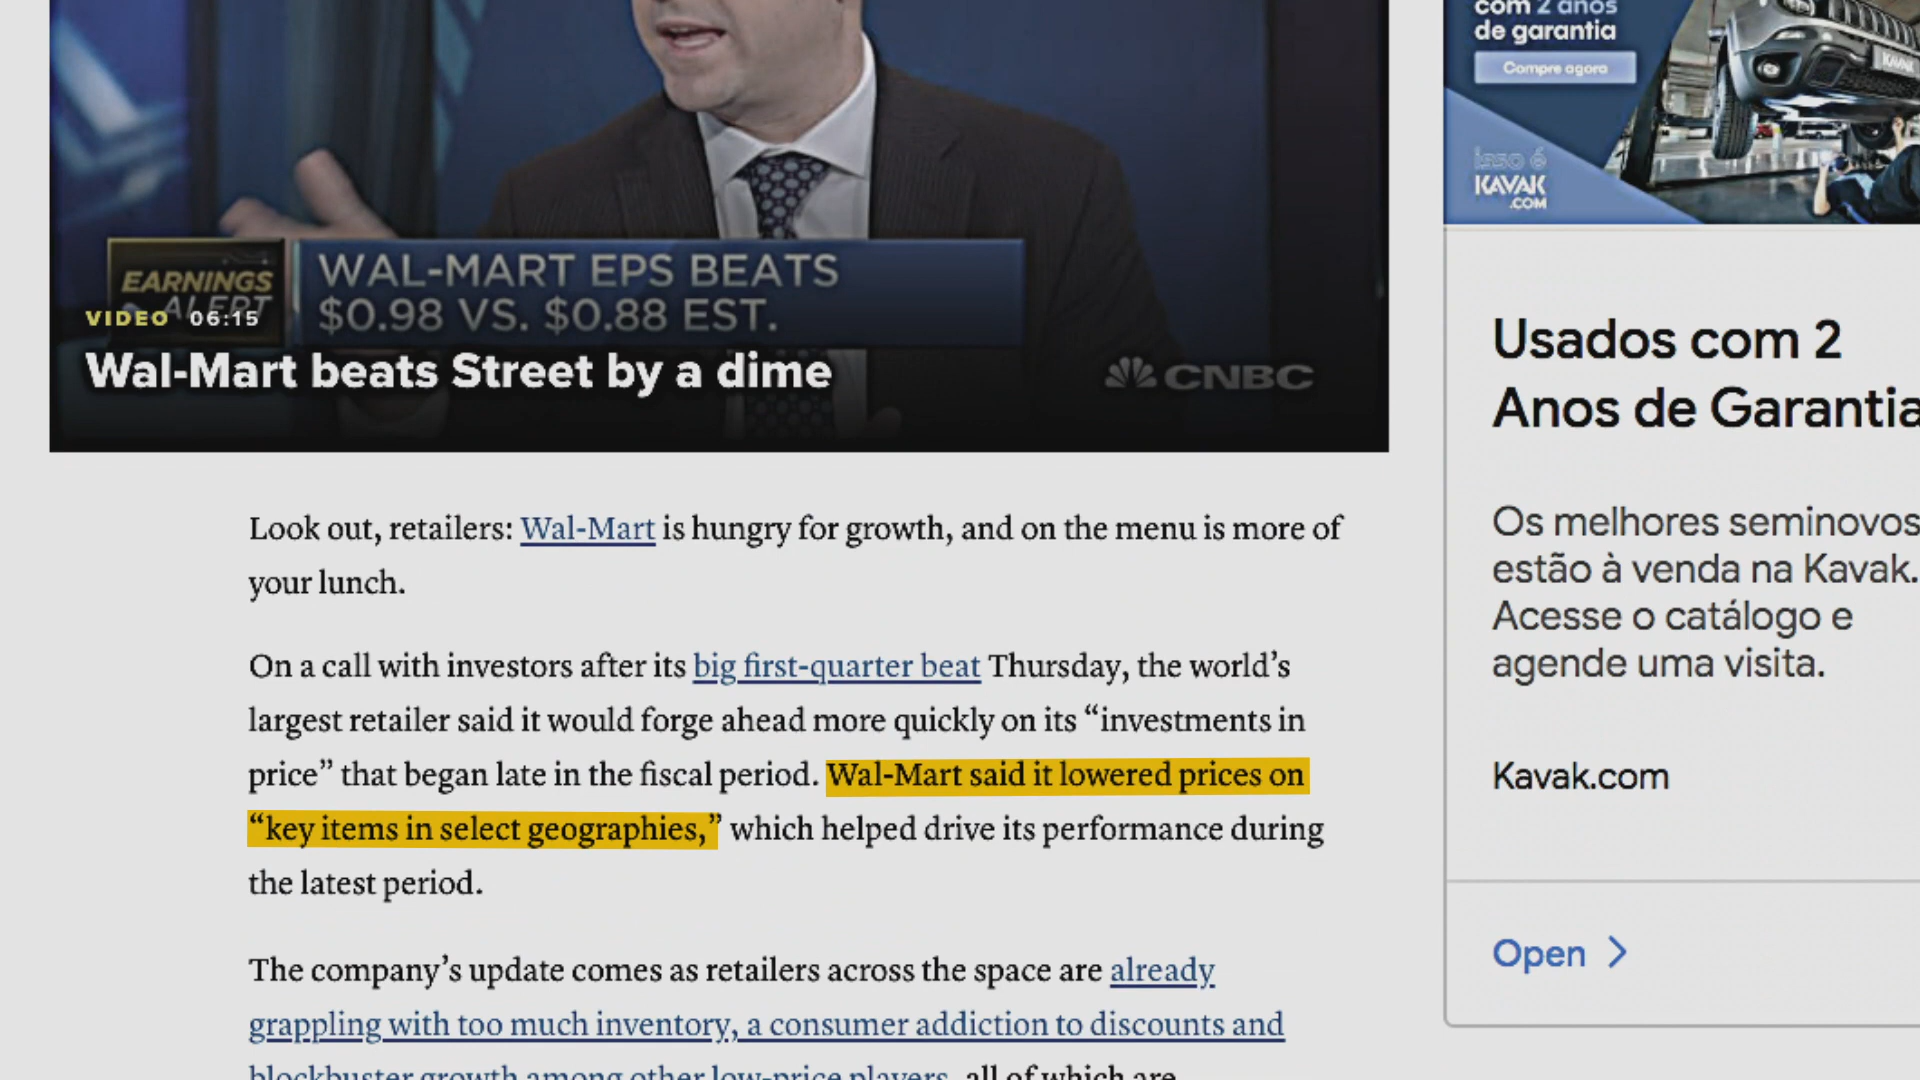 com 2 anos
de garantia
Compre agora
isso é
KAVAK
.COM
KAVAK
EARNINGS
ALERT
WAL-MART EPS BEATS
$0.98 VS. $0.88 EST.
VIDEO 06:15
Wal-Mart beats Street by a dime
CNBC
Look out, retailers: Wal-Mart is hungry for growth, and on the menu is more of
your lunch.
On a call with investors after its big first-quarter beat Thursday, the world’s
largest retailer said it would forge ahead more quickly on its “investments in
price” that began late in the fiscal period. Wal-Mart said it lowered prices on
“key items in select geographies,” which helped drive its performance during
the latest period.
The company’s update comes as retailers across the space are already
grappling with too much inventory, a consumer addiction to discounts and
blockbuster growth among other low-price players, all of which are
Usados com 2
Anos de Garantia
Os melhores seminovos
estão à venda na Kavak.
Acesse o catálogo e
agende uma visita.
Kavak.com
Open